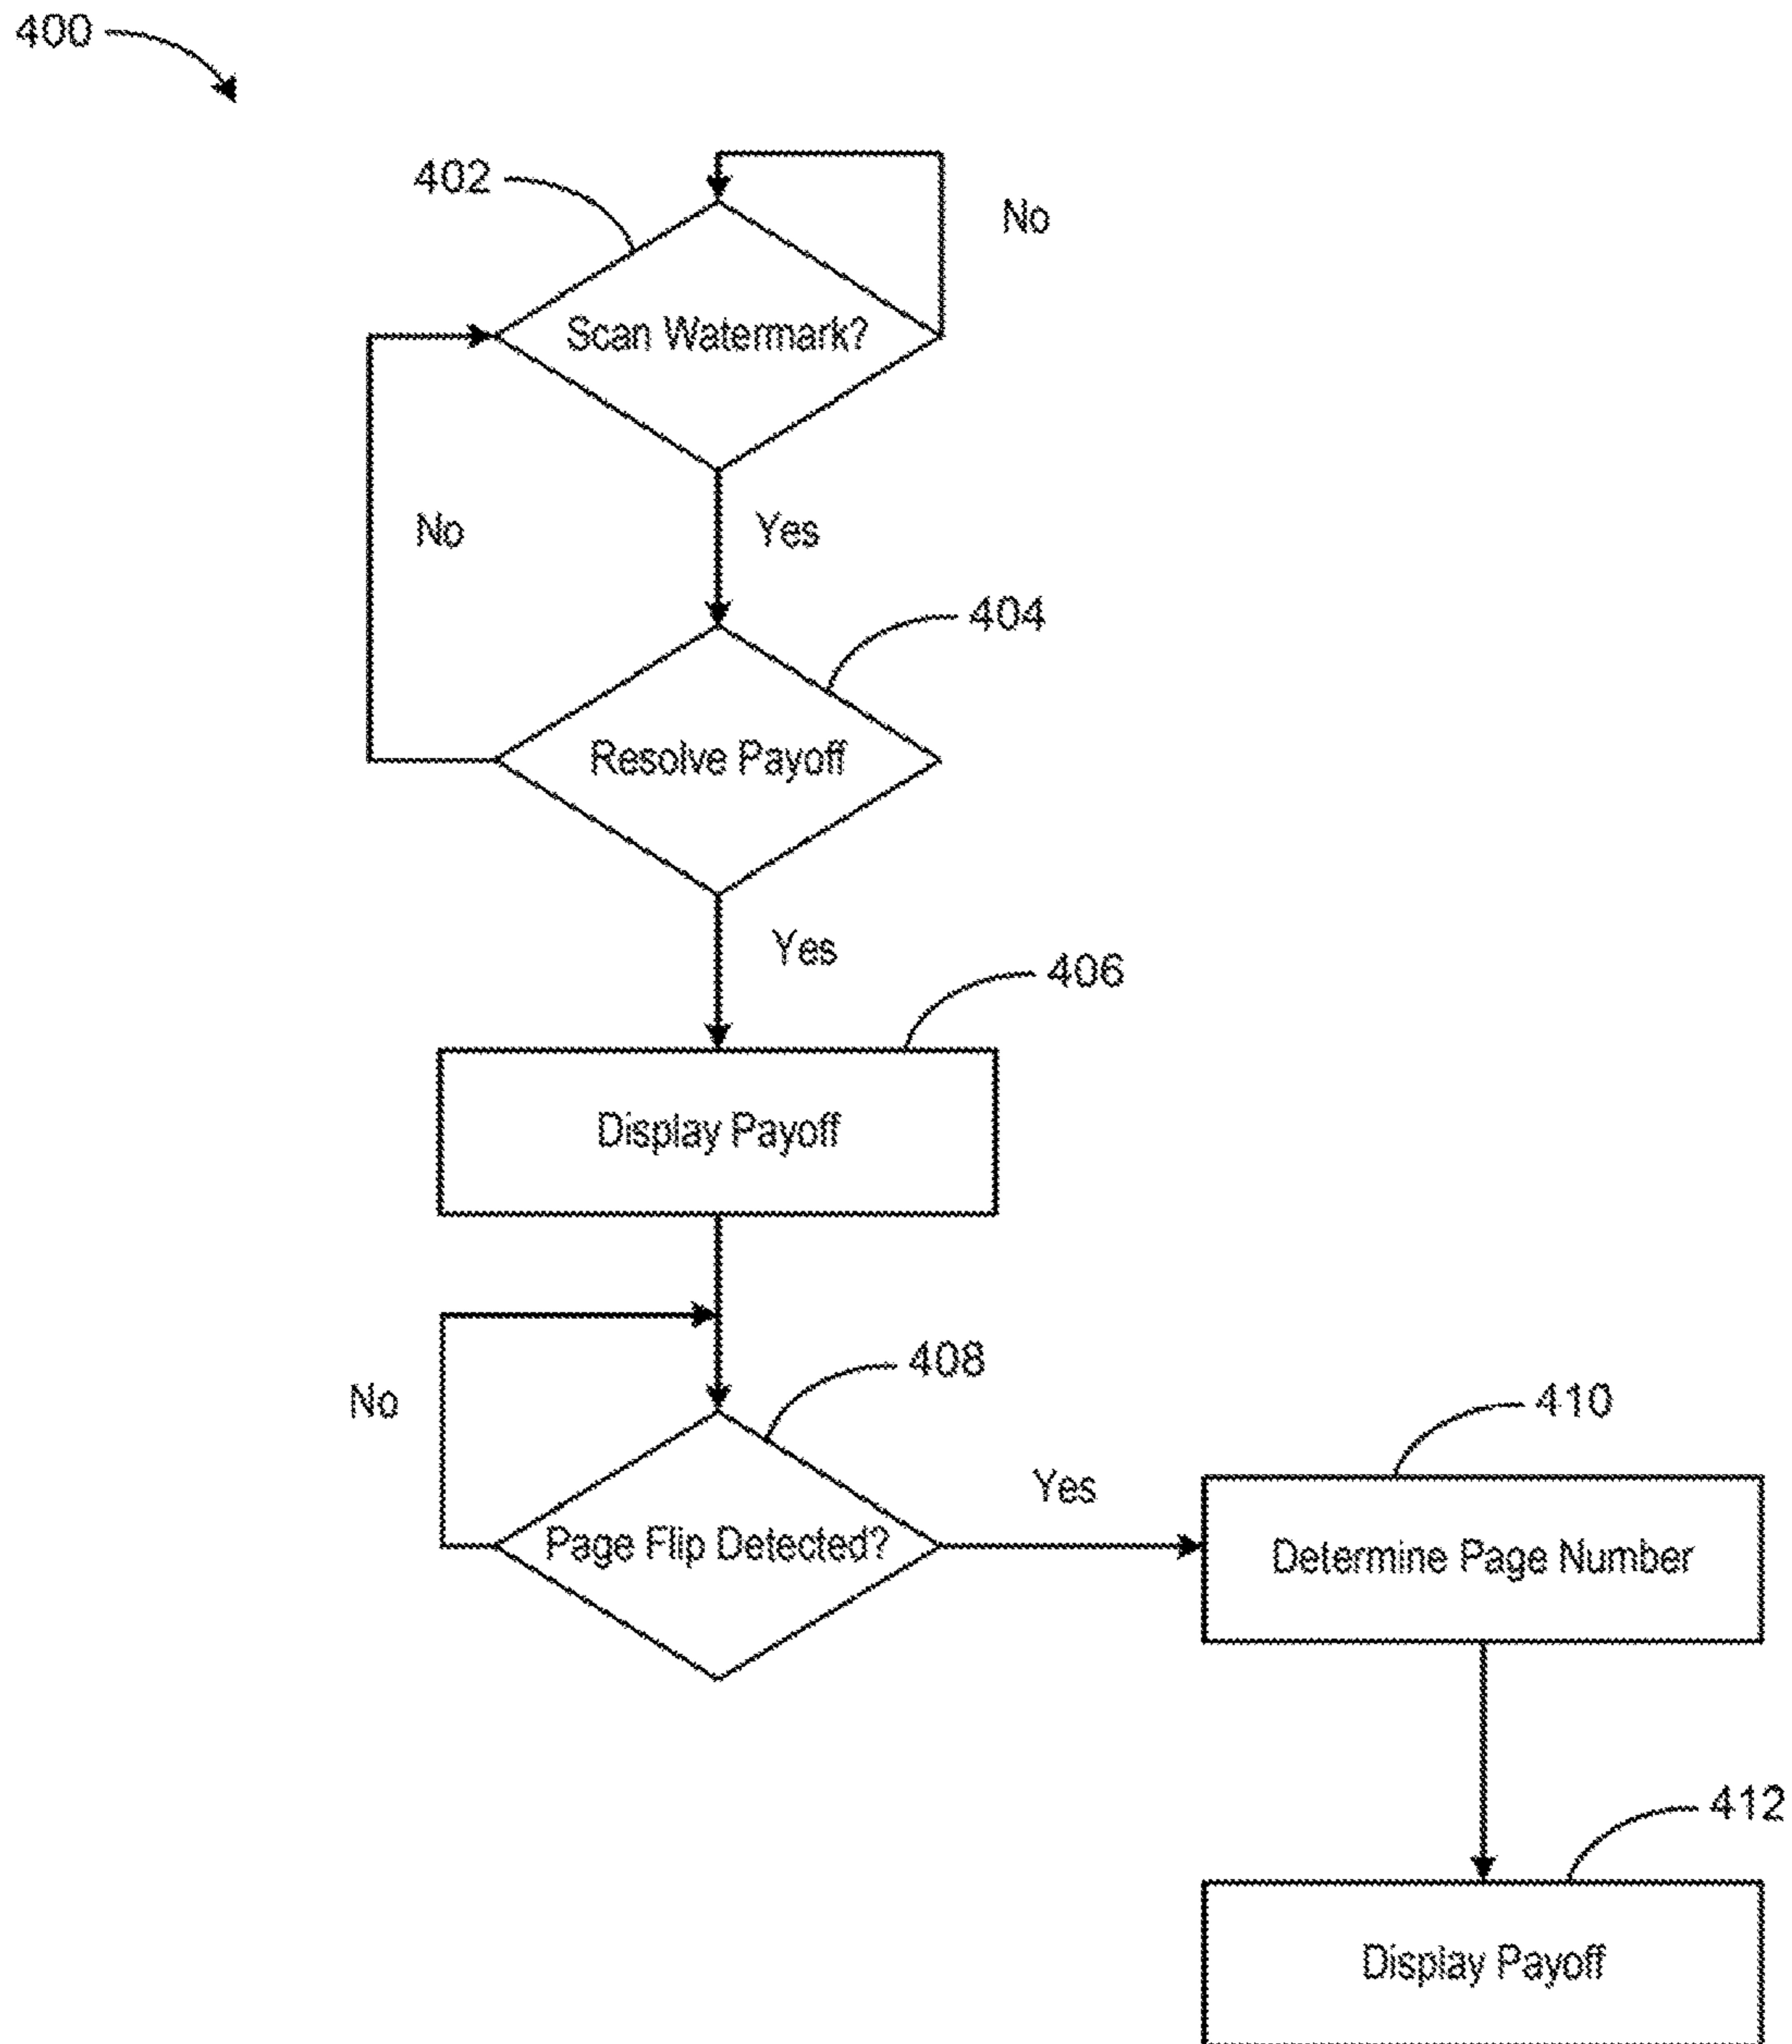 400
402
No
Scan Watermark?
No
Yes
404
Resolve Payoff
Yes
406
Display Payoff
408
No
410
Yes
Page Flip Detected?
Determine Page Number
412
Display Payoff